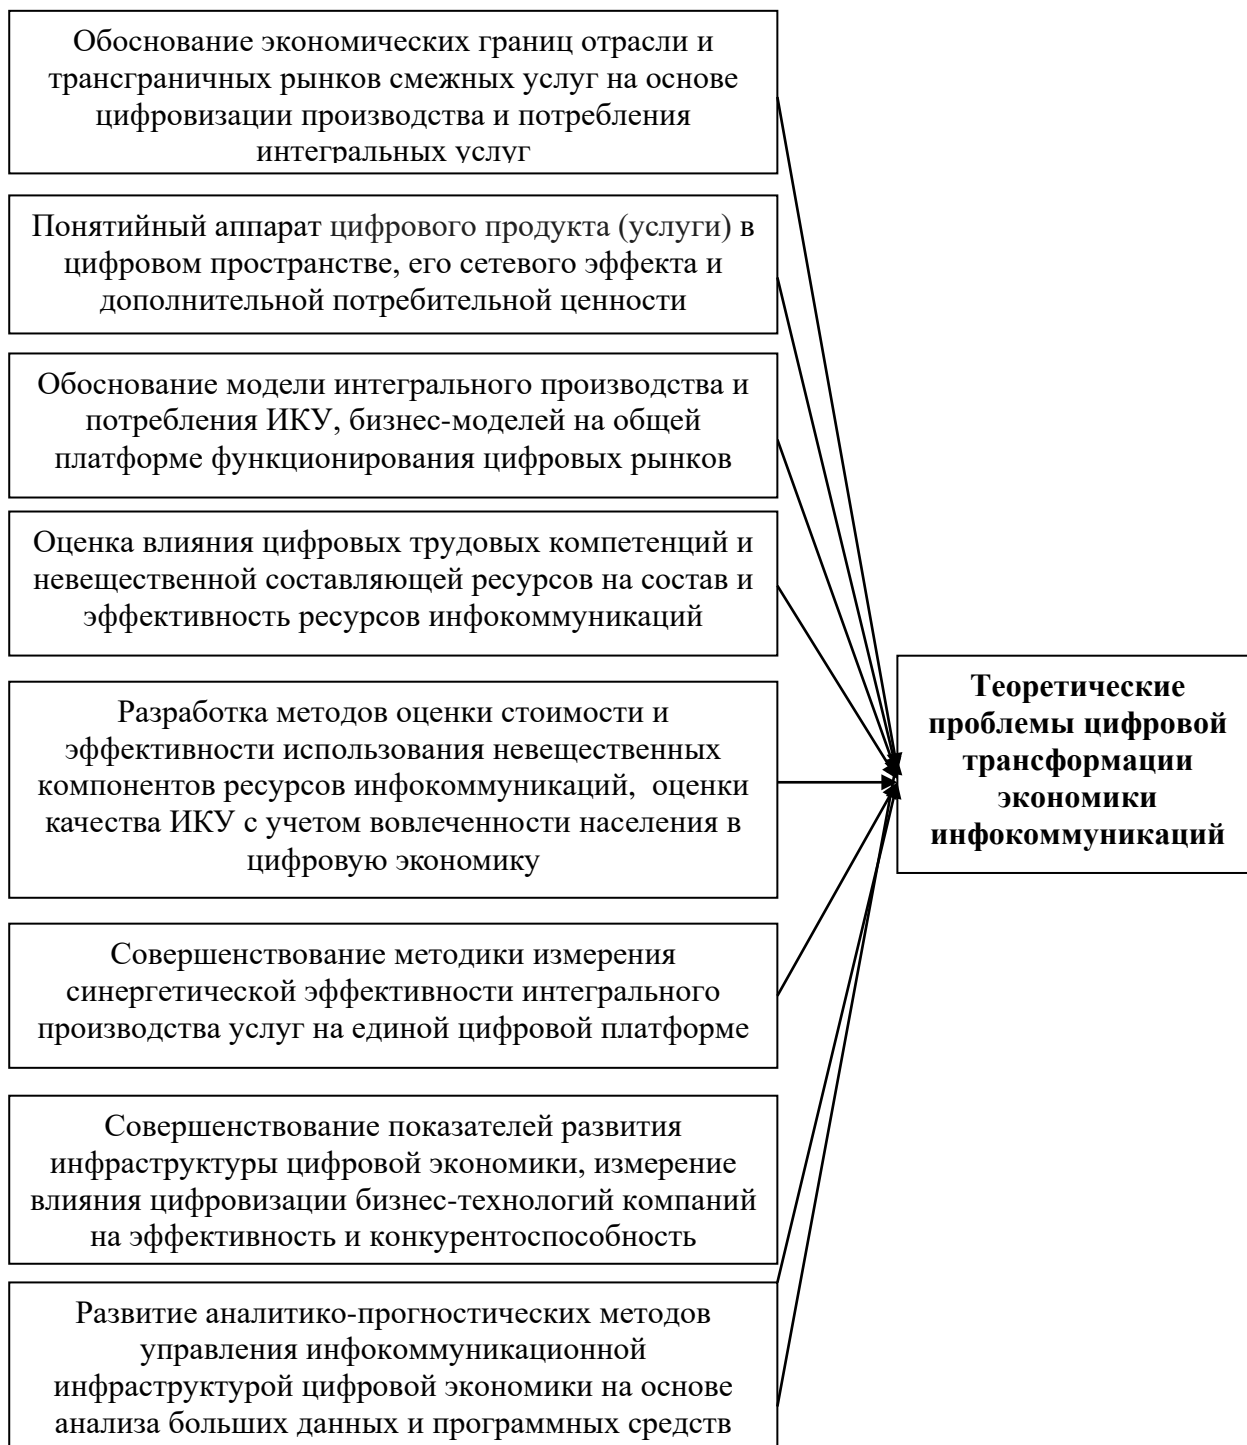 Обоснование экономических границ отрасли и
трансграничных рынков смежных услуг на основе
цифровизации производства и потребления
интегральных услуг
Понятийный аппарат цифрового продукта (услуги) в
цифровом пространстве, его сетевого эффекта и
дополнительной потребительной ценности
Обоснование модели интегрального производства и
потребления ИКУ, бизнес-моделей на общей
платформе функционирования цифровых рынков
Оценка влияния цифровых трудовых компетенций и
невещественной составляющей ресурсов на состав и
эффективность ресурсов инфокоммуникаций
Разработка методов оценки стоимости и
эффективности использования невещественных
компонентов ресурсов инфокоммуникаций, оценки
качества ИКУ с учетом вовлеченности населения в
цифровую экономику
Совершенствование методики измерения
синергетической эффективности интегрального
производства услуг на единой цифровой платформе
Совершенствование показателей развития
инфраструктуры цифровой экономики, измерение
влияния цифровизации бизнес-технологий компаний
на эффективность и конкурентоспособность
Развитие аналитико-прогностических методов
управления инфокоммуникационной
инфраструктурой цифровой экономики на основе
анализа больших данных и программных средств
Теоретические
проблемы цифровой
трансформации
экономики
инфокоммуникаций